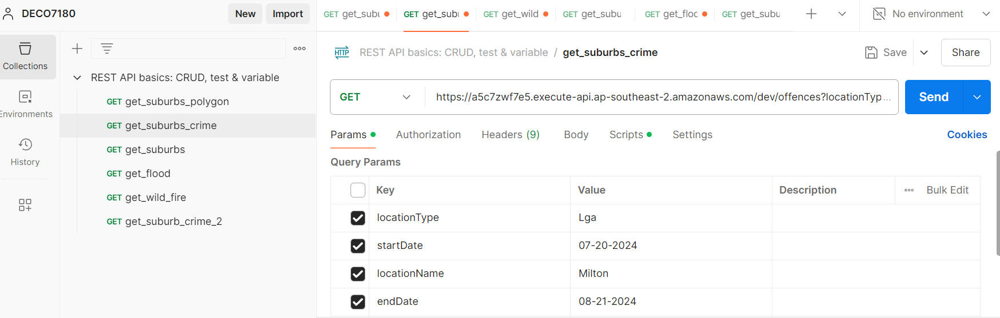 DECO7180
New
Import
GET get_subu
GET get_subu
GET get_wild
GET get_subu
GET get_floo
GET get_subu
No environment
Collections
Environments
History
REST API basics: CRUD, test & variable
GET get_suburbs_polygon
GET get_suburbs_crime
GET get_suburbs
GET get_flood
GET get_wild_fire
GET get_suburb_crime_2
HTTP
REST API basics: CRUD, test & variable / get_suburbs_crime
Save
Share
GET
https://a5c7zwf7e5.execute-api.ap-southeast-2.amazonaws.com/dev/offences?locationTyp...
Send
Params
Authorization
Headers (9)
Body
Scripts
Settings
Cookies
Query Params
Key Value Description Bulk Edit
locationType Lga
startDate 07-20-2024
locationName Milton
endDate 08-21-2024